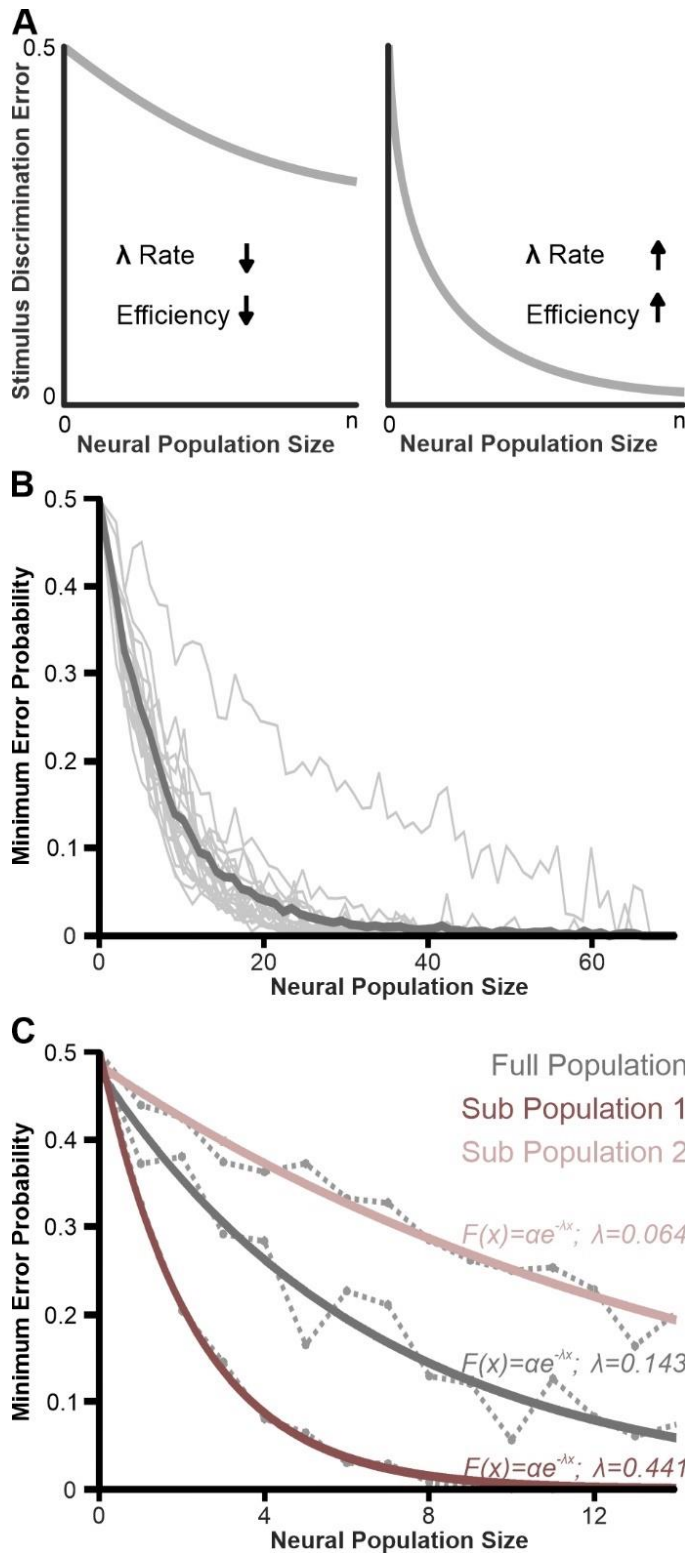 A
0.5
Stimulus Discrimination Error
0
λ Rate ↓
Efficiency ↓
0
n
Neural Population Size
λ Rate ↑
Efficiency ↑
0
n
Neural Population Size
B
Minimum Error Probability
0.5
0.4
0.3
0.2
0.1
0
0
20
40
60
Neural Population Size
C
Minimum Error Probability
0.5
0.4
0.3
0.2
0.1
0
Full Population
Sub Population 1
Sub Population 2
F(x)=αe^-λx; λ=0.064
F(x)=αe^-λx; λ=0.143
F(x)=αe^-λx; λ=0.441
0
4
8
12
Neural Population Size